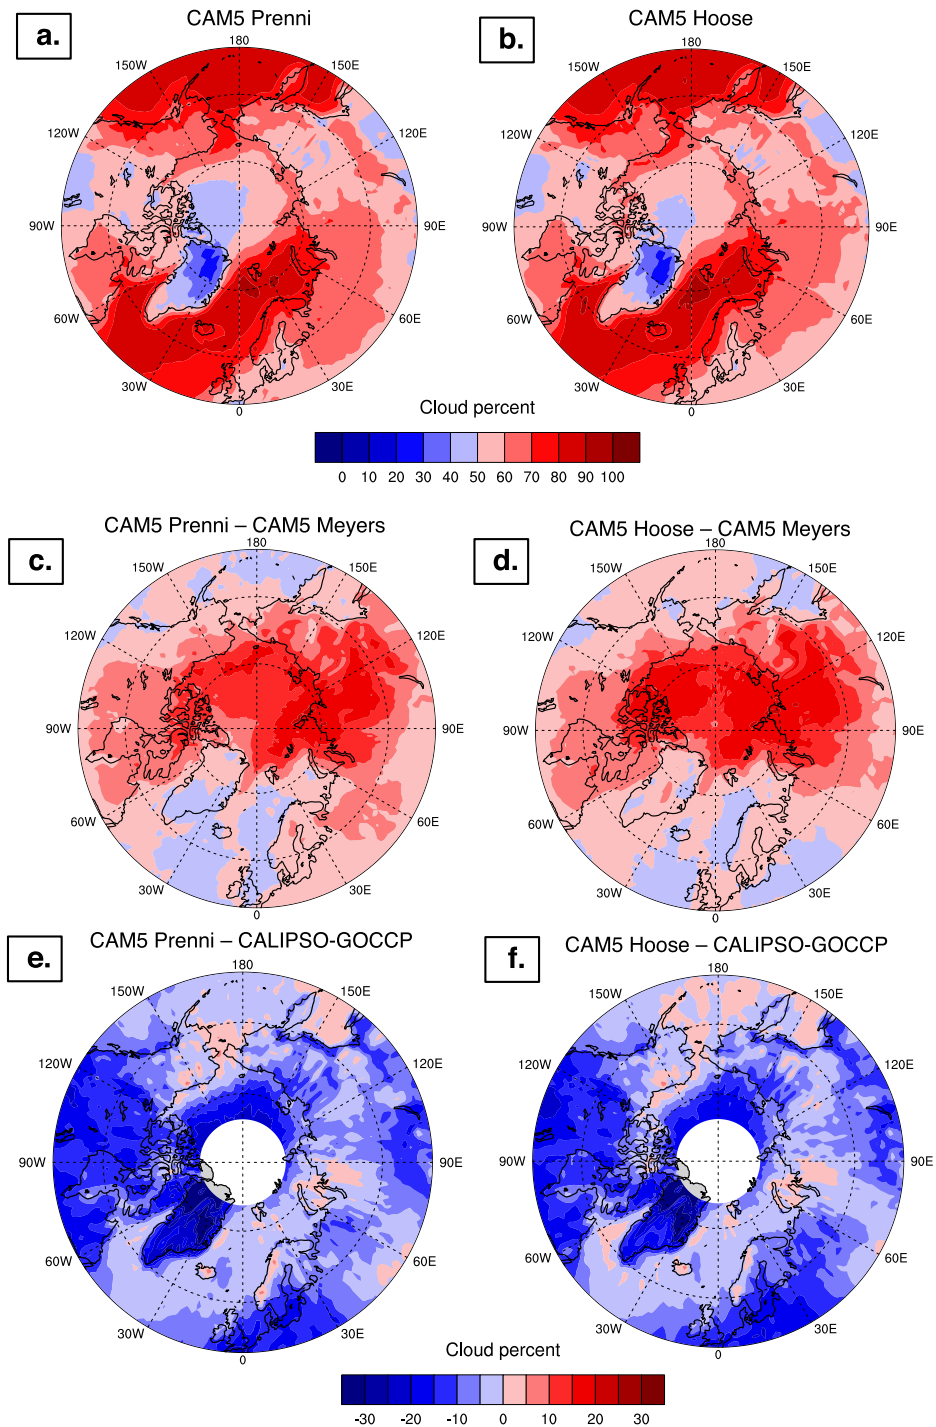 a.
CAM5 Prenni
b.
CAM5 Hoose
180
150W
150E
120W
120E
90W
90E
60W
60E
30W
30E
0
180
150W
150E
120W
120E
90W
90E
60W
60E
30W
30E
0
Cloud percent
0 10 20 30 40 50 60 70 80 90 100
c.
CAM5 Prenni – CAM5 Meyers
d.
CAM5 Hoose – CAM5 Meyers
180
150W
150E
120W
120E
90W
90E
60W
60E
30W
30E
0
180
150W
150E
120W
120E
90W
90E
60W
60E
30W
30E
0
e.
CAM5 Prenni – CALIPSO-GOCCP
f.
CAM5 Hoose – CALIPSO-GOCCP
180
150W
150E
120W
120E
90W
90E
60W
60E
30W
30E
0
180
150W
150E
120W
120E
90W
90E
60W
60E
30W
30E
0
Cloud percent
-30 -20 -10 0 10 20 30